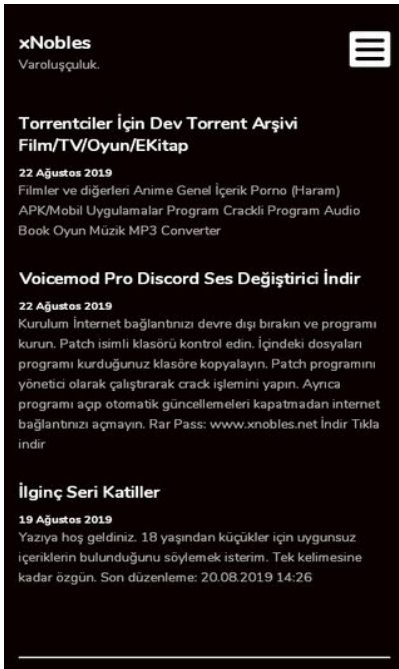 xNobles
Varoluşçuluk.
Torrentciler İçin Dev Torrent Arşivi
Film/TV/Oyun/EKitap
22 Ağustos 2019
Filmler ve diğerleri Anime Genel İçerik Porno (Haram)
APK/Mobil Uygulamalar Program Crackli Program Audio
Book Oyun Müzik MP3 Converter
Voicemod Pro Discord Ses Değiştirici İndir
22 Ağustos 2019
Kurulum İnternet bağlantınızı devre dışı bırakın ve programı
kurun. Patch isimli klasörü kontrol edin. İçindeki dosyaları
programı kurduğunuz klasöre kopyalayın. Patch programını
yönetici olarak çalıştırarak crack işlemini yapın. Ayrıca
programı açıp otomatik güncellemeleri kapatmadan internet
bağlantınızı açmayın. Rar Pass: www.xnobles.net İndir Tıkla
indir
İlginç Seri Katiller
19 Ağustos 2019
Yazıya hoş geldiniz. 18 yaşından küçükler için uygunsuz
içeriklerin bulunduğunu söylemek isterim. Tek kelimesine
kadar özgün. Son düzenleme: 20.08.2019 14:26